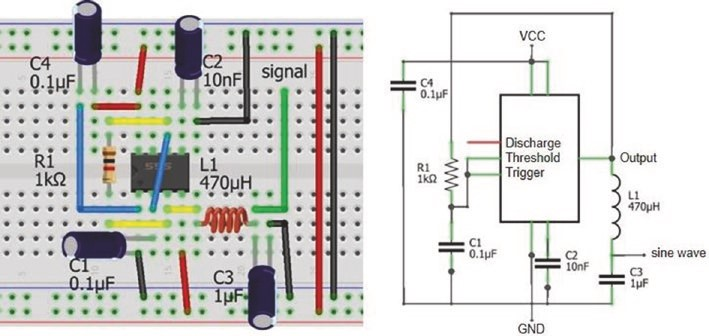 C4
0.1µF
C2
10nF
signal
R1
1kΩ
555
L1
470µH
C1
0.1µF
C3
1µF
VCC
C4
0.1µF
Discharge
Threshold
Trigger
Output
R1
1kΩ
L1
470µH
C1
0.1µF
C2
10nF
sine wave
C3
1µF
GND